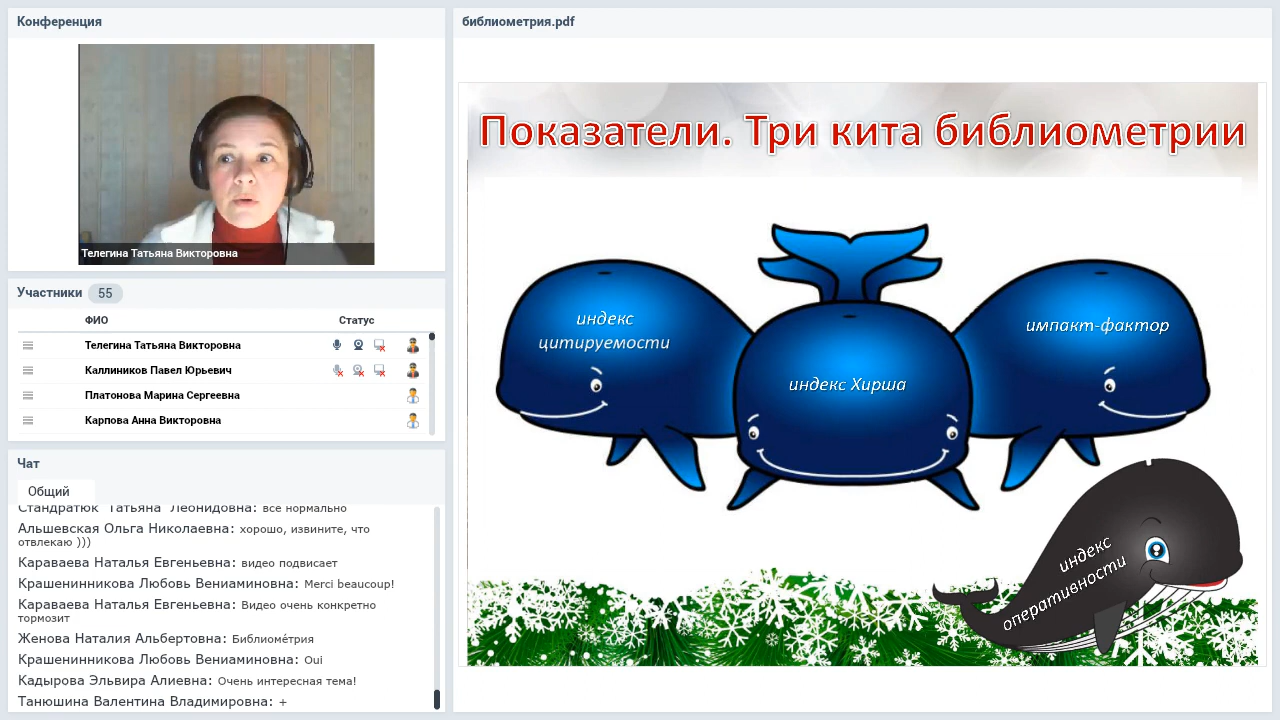 Конференция
Телегина Татьяна Викторовна
Участники 55
ФИО Статус
Телегина Татьяна Викторовна
Каллиников Павел Юрьевич
Платонова Марина Сергеевна
Карпова Анна Викторовна
Чат
Общий
Стандратюк Татьяна Леонидовна: все нормально
Альшевская Ольга Николаевна: хорошо, извините, что
отвлекаю )))
Караваева Наталья Евгеньевна: видео подвисает
Крашенинникова Любовь Вениаминовна: Merci beaucoup!
Караваева Наталья Евгеньевна: Видео очень конкретно
тормозит
Женова Наталия Альбертовна: Библиоме́трия
Крашенинникова Любовь Вениаминовна: Oui
Кадырова Эльвира Алиевна: Очень интересная тема!
Танюшина Валентина Владимировна: +
библиометрия.pdf
Показатели. Три кита библиометрии
индекс
цитируемости
индекс Хирша
импакт-фактор
индекс
оперативности